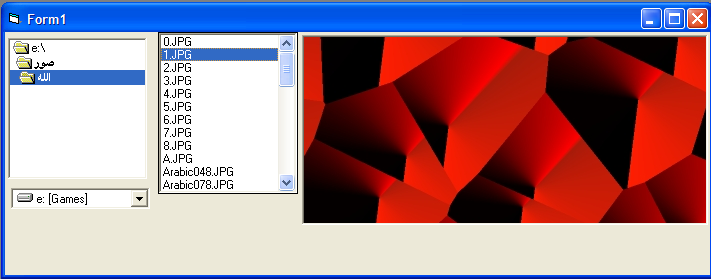 Form1
e:\
صور
الله
e: [Games]
0.JPG
1.JPG
2.JPG
3.JPG
4.JPG
5.JPG
6.JPG
7.JPG
8.JPG
A.JPG
Arabic048.JPG
Arabic078.JPG